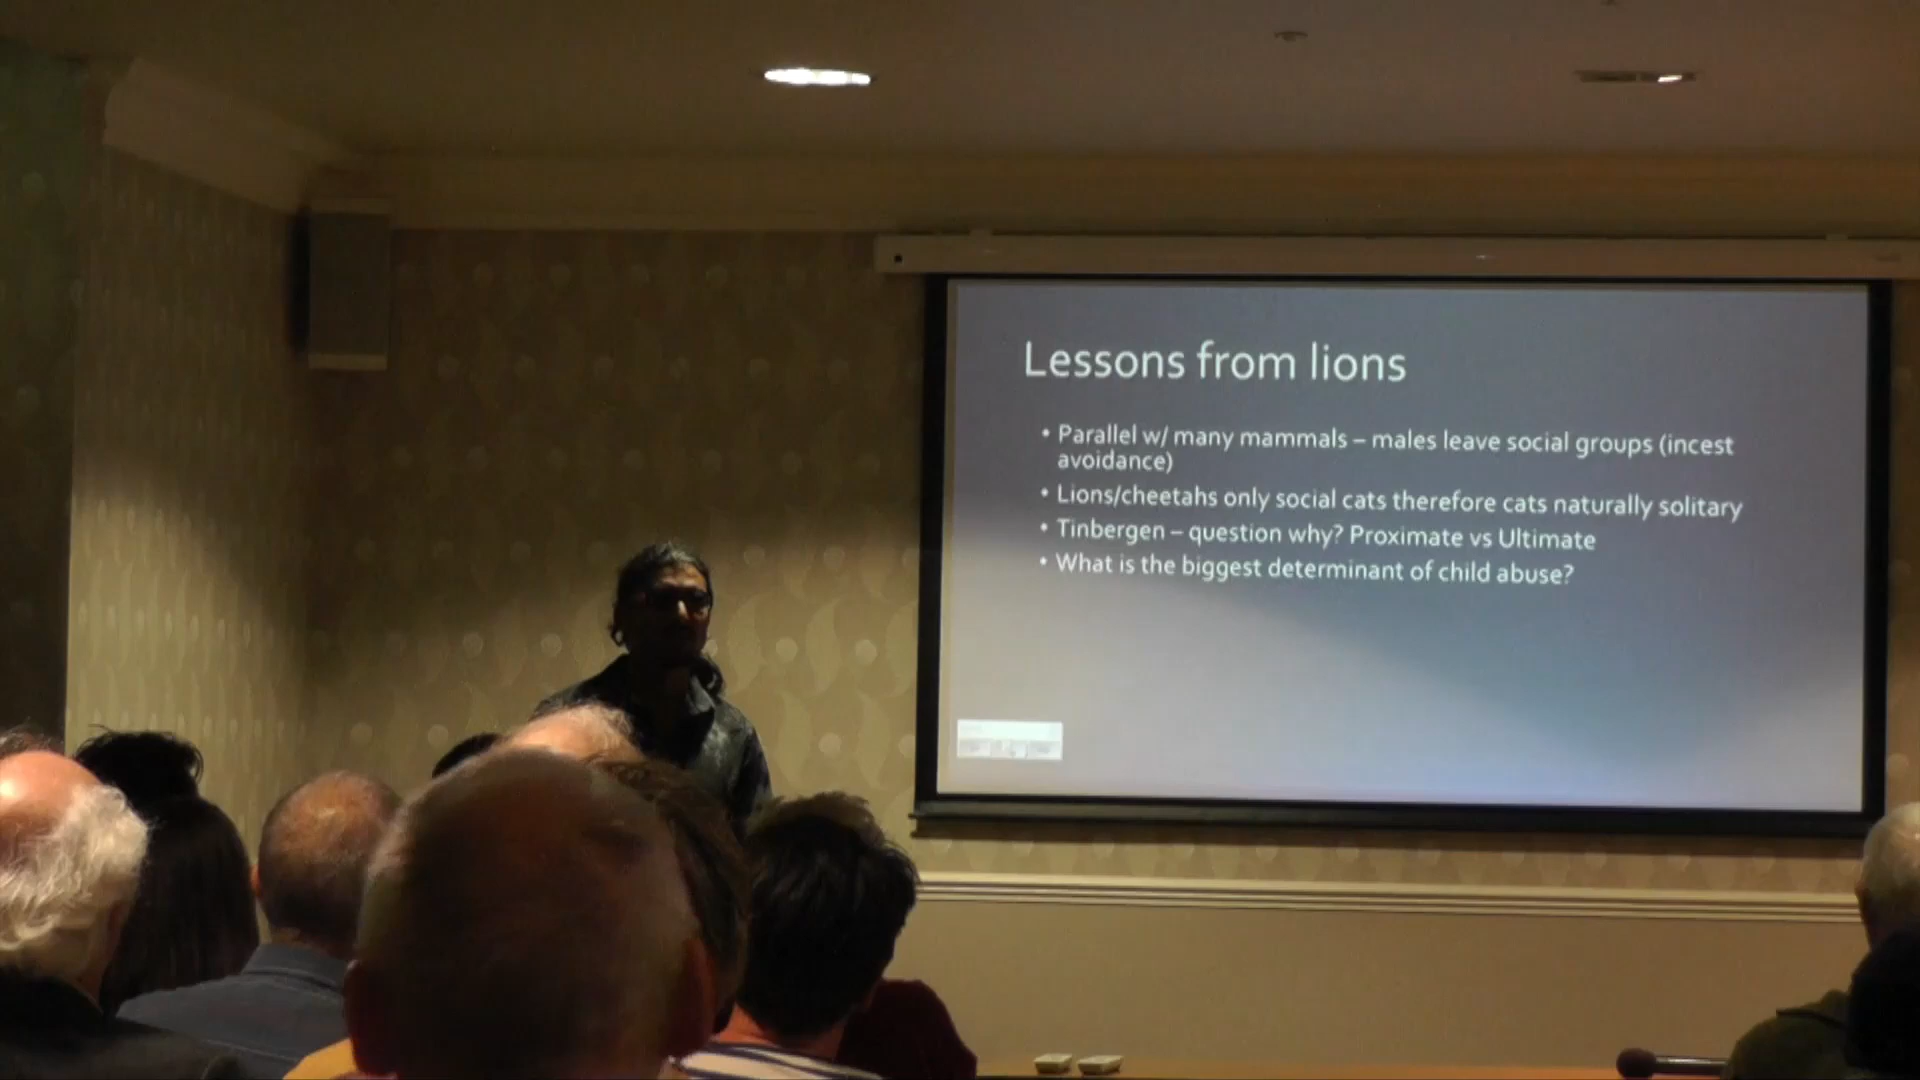 Lessons from lions
• Parallel w/ many mammals – males leave social groups (incest
avoidance)
• Lions/cheetahs only social cats therefore cats naturally solitary
• Tinbergen – question why? Proximate vs Ultimate
• What is the biggest determinant of child abuse?